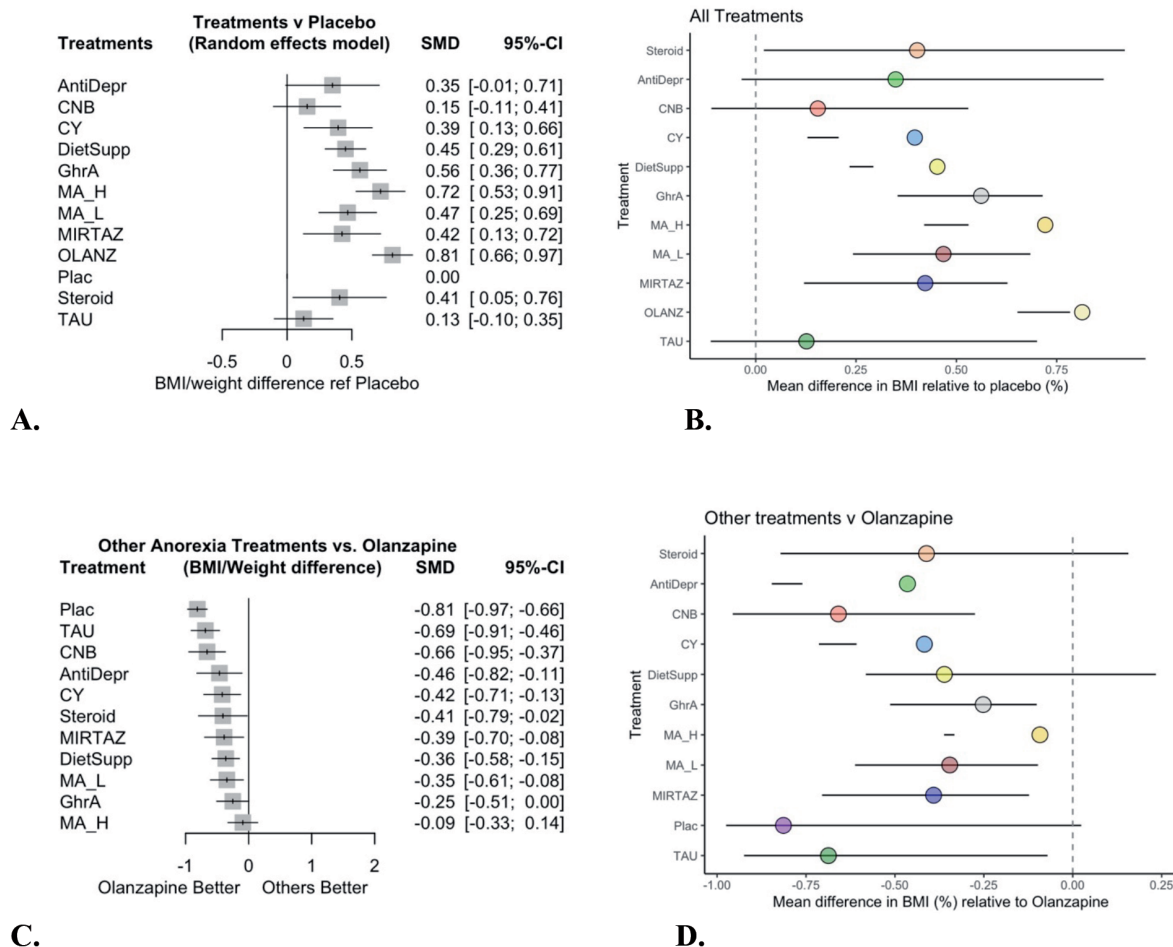 Treatments v Placebo
Treatments (Random effects model) SMD 95%-CI
AntiDepr 0.35 [-0.01; 0.71]
CNB 0.15 [-0.11; 0.41]
CY 0.39 [ 0.13; 0.66]
DietSupp 0.45 [ 0.29; 0.61]
GhrA 0.56 [ 0.36; 0.77]
MA_H 0.72 [ 0.53; 0.91]
MA_L 0.47 [ 0.25; 0.69]
MIRTAZ 0.42 [ 0.13; 0.72]
OLANZ 0.81 [ 0.66; 0.97]
Plac 0.00
Steroid 0.41 [ 0.05; 0.76]
TAU 0.13 [-0.10; 0.35]
-0.5 0 0.5
BMI/weight difference ref Placebo
A.
All Treatments
Treatment
Steroid
AntiDepr
CNB
CY
DietSupp
GhrA
MA_H
MA_L
MIRTAZ
OLANZ
TAU
0.00 0.25 0.50 0.75
Mean difference in BMI relative to placebo (%)
B.
Other Anorexia Treatments vs. Olanzapine
Treatment (BMI/Weight difference) SMD 95%-CI
Plac -0.81 [-0.97; -0.66]
TAU -0.69 [-0.91; -0.46]
CNB -0.66 [-0.95; -0.37]
AntiDepr -0.46 [-0.82; -0.11]
CY -0.42 [-0.71; -0.13]
Steroid -0.41 [-0.79; -0.02]
MIRTAZ -0.39 [-0.70; -0.08]
DietSupp -0.36 [-0.58; -0.15]
MA_L -0.35 [-0.61; -0.08]
GhrA -0.25 [-0.51; 0.00]
MA_H -0.09 [-0.33; 0.14]
-1 0 1 2
Olanzapine Better Others Better
C.
Other treatments v Olanzapine
Treatment
Steroid
AntiDepr
CNB
CY
DietSupp
GhrA
MA_H
MA_L
MIRTAZ
Plac
TAU
-1.00 -0.75 -0.50 -0.25 0.00 0.25
Mean difference in BMI (%) relative to Olanzapine
D.